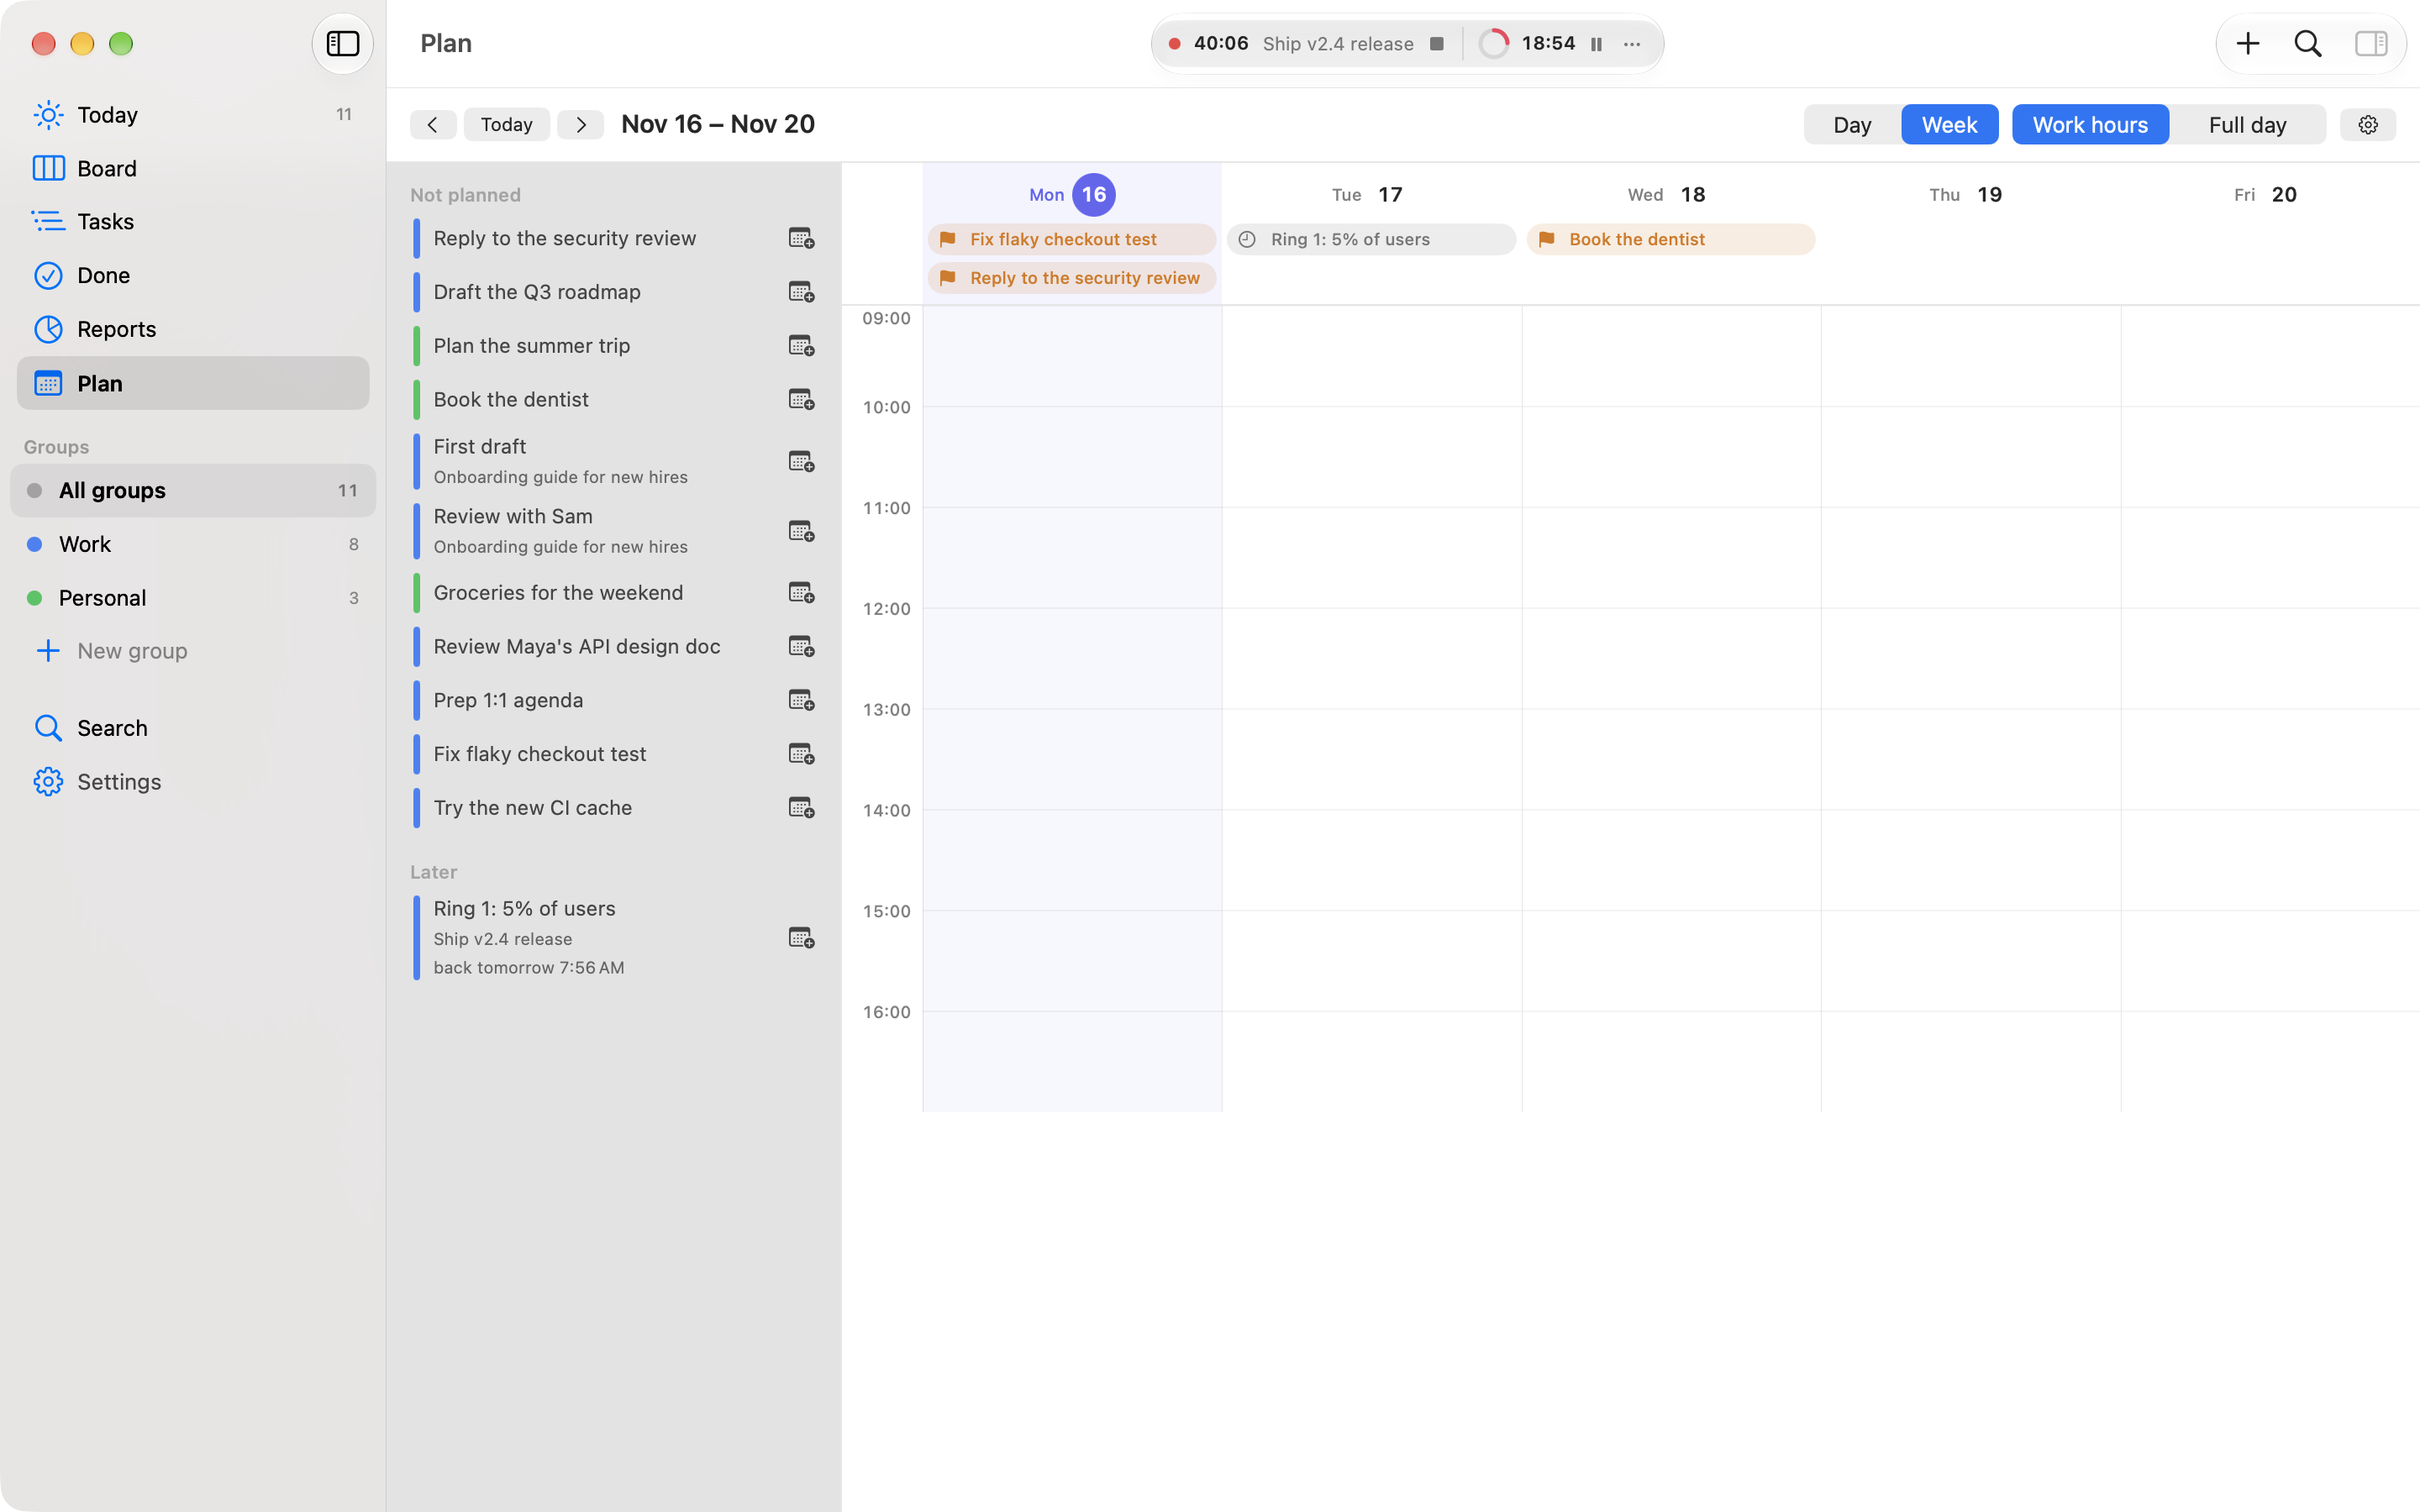 Plan
40:06 Ship v2.4 release
18:54
Today 11
Board
Tasks
Done
Reports
Plan
Groups
All groups 11
Work 8
Personal 3
New group
Search
Settings
Today
Nov 16 – Nov 20
Day Week Work hours Full day
Not planned
Reply to the security review
Draft the Q3 roadmap
Plan the summer trip
Book the dentist
First draft
Onboarding guide for new hires
Review with Sam
Onboarding guide for new hires
Groceries for the weekend
Review Maya's API design doc
Prep 1:1 agenda
Fix flaky checkout test
Try the new CI cache
Later
Ring 1: 5% of users
Ship v2.4 release
back tomorrow 7:56 AM
Mon 16
Tue 17
Wed 18
Thu 19
Fri 20
Fix flaky checkout test
Ring 1: 5% of users
Book the dentist
Reply to the security review
09:00
10:00
11:00
12:00
13:00
14:00
15:00
16:00